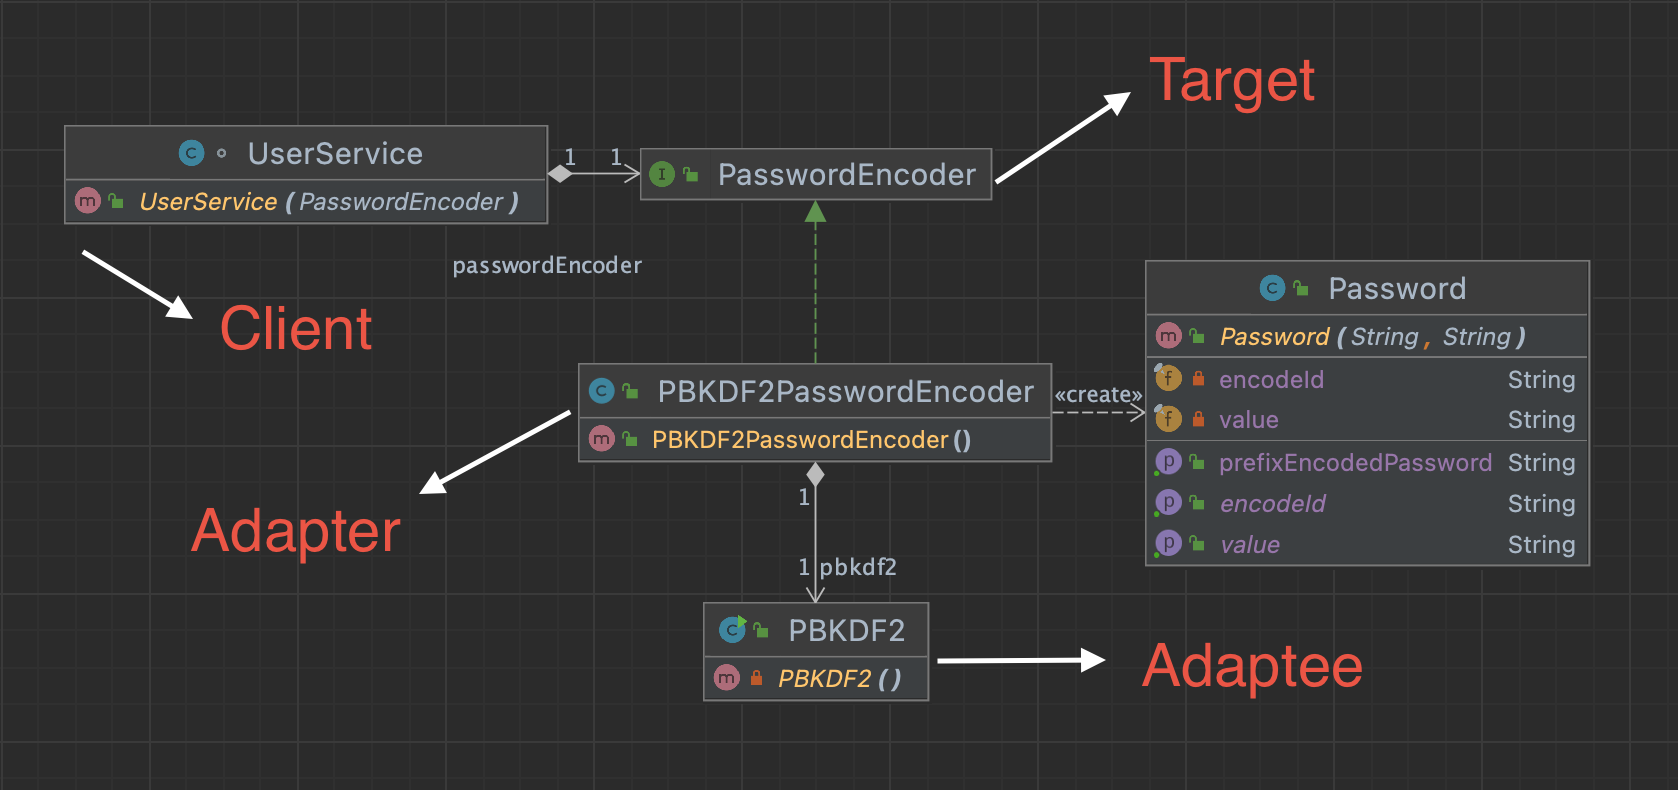 Target
C UserService
m UserService(PasswordEncoder)
1 1
I PasswordEncoder
passwordEncoder
Client
C Password
m Password(String, String)
f encodeId String
f value String
p prefixEncodedPassword String
p encodeId String
p value String
C PBKDF2PasswordEncoder
m PBKDF2PasswordEncoder()
«create»
Adapter
1
1 pbkdf2
C PBKDF2
m PBKDF2()
Adaptee